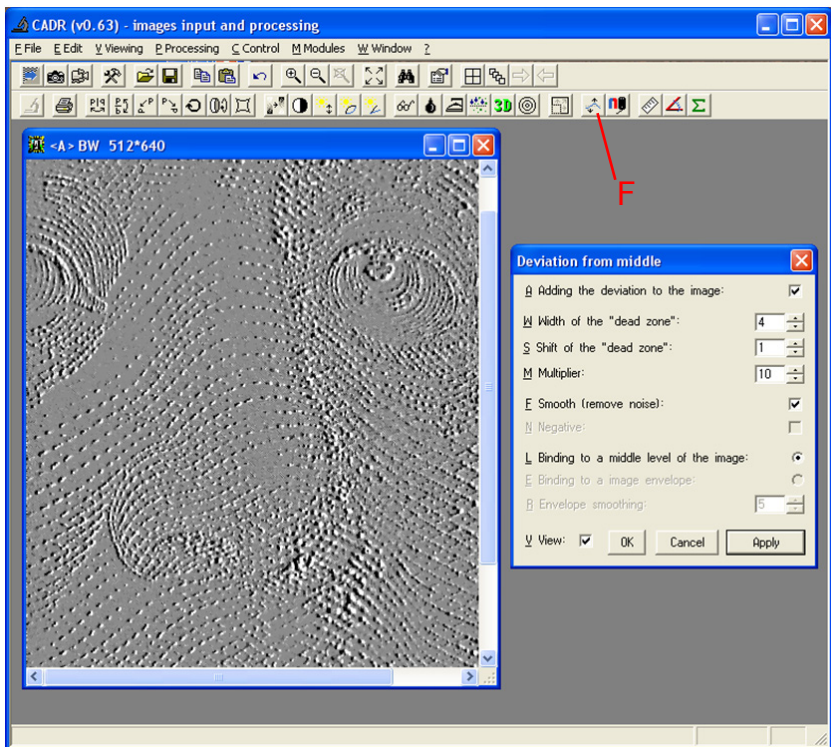 CADR (v0.63) - images input and processing
F File E Edit V Viewing P Processing C Control M Modules W Window ?
3D
F
<A> BW 512*640
Deviation from middle
A Adding the deviation to the image:
W Width of the "dead zone": 4
S Shift of the "dead zone": 1
M Multiplier: 10
F Smooth (remove noise):
N Negative:
L Binding to a middle level of the image:
E Binding to a image envelope:
R Envelope smoothing: 5
V View: OK Cancel Apply